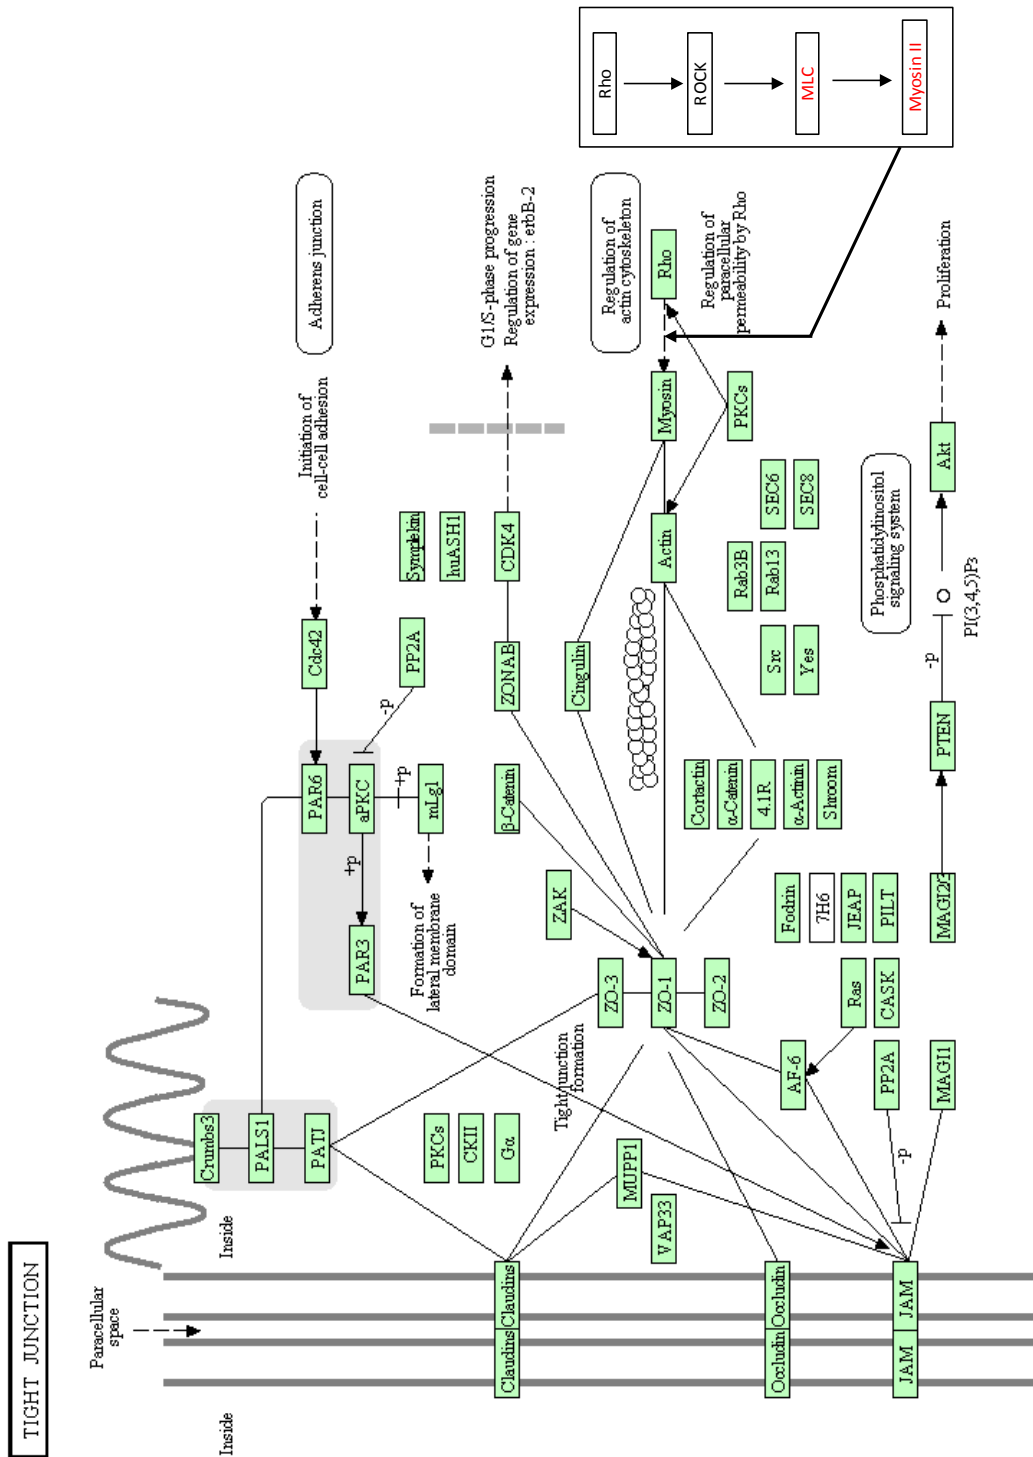 TIGHT JUNCTION
Paracellular
space
Inside
Inside
Crumbs3
PALS1
PATJ
PAR6
aPKC
PAR3
+p
+p
-p
mLgl
PP2A
Cdc42
Initiation of
cell-cell adhesion
Adherens junction
Formation of
lateral membrane
domain
Symplekin
huASH1
CDK4
ZONAB
β-Catenin
G1/S-phase progression
Regulation of gene
expression : erbB-2
PKCs
CKII
Gα
Claudins
Claudins
Tight junction
formation
ZAK
ZO-3
ZO-1
ZO-2
MUPP1
VAP33
Cingulin
Actin
Myosin
Rho
PKCs
Regulation of
actin cytoskeleton
Regulation of
paracellular
permeability by Rho
Rho
ROCK
MLC
Myosin II
Cortactin
α-Catenin
4.1R
α-Actinin
Shroom
Rab3B
Rab13
SEC6
SEC8
Src
Yes
Occludin
Occludin
AF-6
Ras
CASK
PP2A
-p
MAGI1
JAM
JAM
Fodrin
7H6
JEAP
PILT
MAGI2/3
PTEN
-p
PI(3,4,5)P3
Phosphatidylinositol
signaling system
Akt
Proliferation